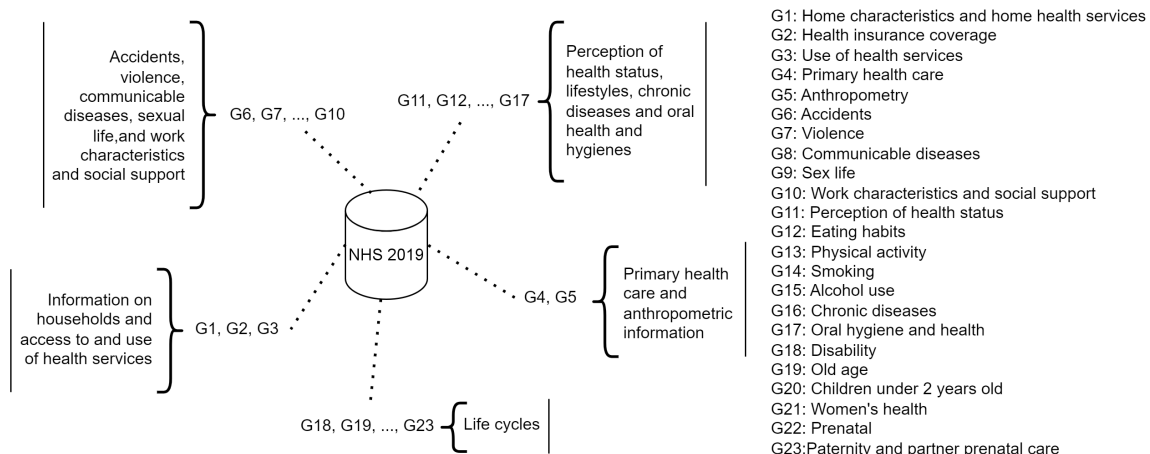 Accidents,
violence,
communicable
diseases, sexual
life,and work
characteristics
and social support
G6, G7, ..., G10
G11, G12, ..., G17
Perception of
health status,
lifestyles, chronic
diseases and oral
health and
hygienes
NHS 2019
Information on
households and
access to and use
of health services
G1, G2, G3
G4, G5
Primary health
care and
anthropometric
information
G18, G19, ..., G23
Life cycles
G1: Home characteristics and home health services
G2: Health insurance coverage
G3: Use of health services
G4: Primary health care
G5: Anthropometry
G6: Accidents
G7: Violence
G8: Communicable diseases
G9: Sex life
G10: Work characteristics and social support
G11: Perception of health status
G12: Eating habits
G13: Physical activity
G14: Smoking
G15: Alcohol use
G16: Chronic diseases
G17: Oral hygiene and health
G18: Disability
G19: Old age
G20: Children under 2 years old
G21: Women's health
G22: Prenatal
G23:Paternity and partner prenatal care